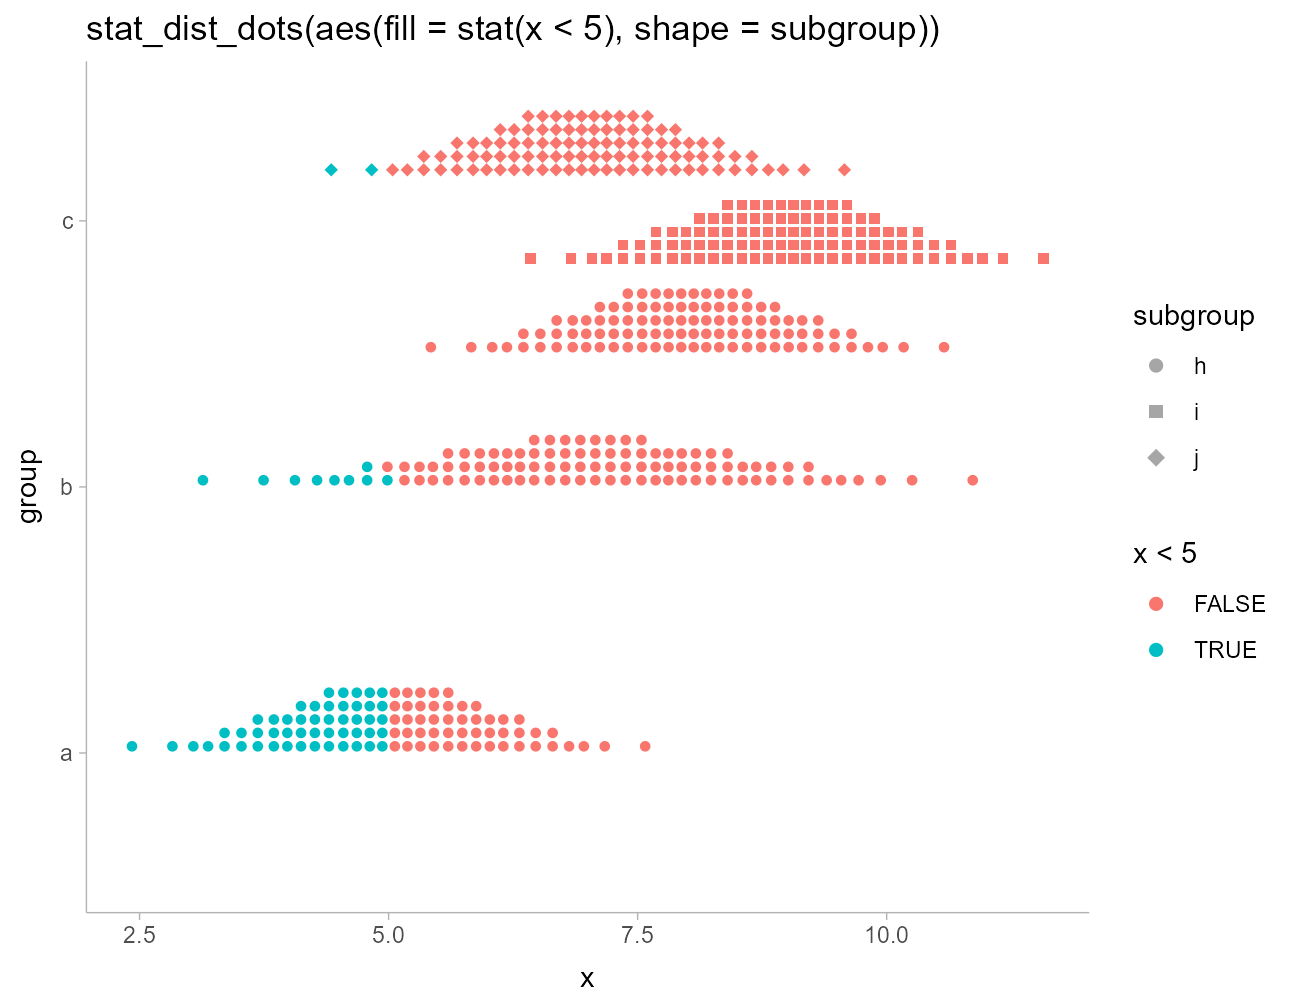 stat_dist_dots(aes(fill = stat(x < 5), shape = subgroup))
group
c
b
a
2.5
5.0
7.5
10.0
x
subgroup
h
i
j
x < 5
FALSE
TRUE